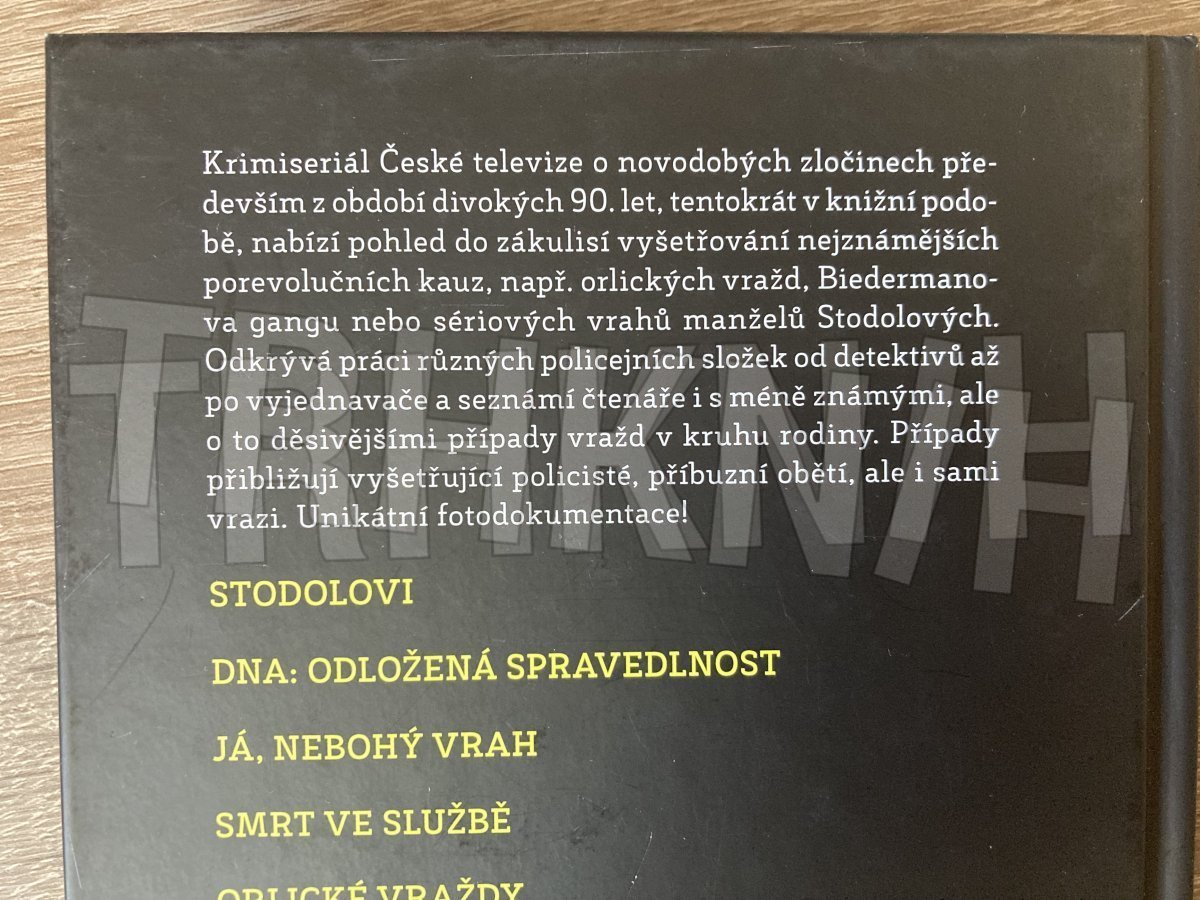 Krimiseriál České televize o novodobých zločinech pře-
devším z období divokých 90. let, tentokrát v knižní podo-
bě, nabízí pohled do zákulisí vyšetřování nejznámějších
porevolučních kauz, např. orlických vražd, Biedermano-
va gangu nebo sériových vrahů manželů Stodolových.
Odkrývá práci různých policejních složek od detektivů až
po vyjednavače a seznámí čtenáře i s méně známými, ale
o to děsivějšími případy vražd v kruhu rodiny. Případy
přibližují vyšetřující policisté, příbuzní obětí, ale i sami
vrazi. Unikátní fotodokumentace!
TRHKNIH
STODOLOVI
DNA: ODLOŽENÁ SPRAVEDLNOST
JÁ, NEBOHÝ VRAH
SMRT VE SLUŽBĚ
ORLICKÉ VRAŽDY